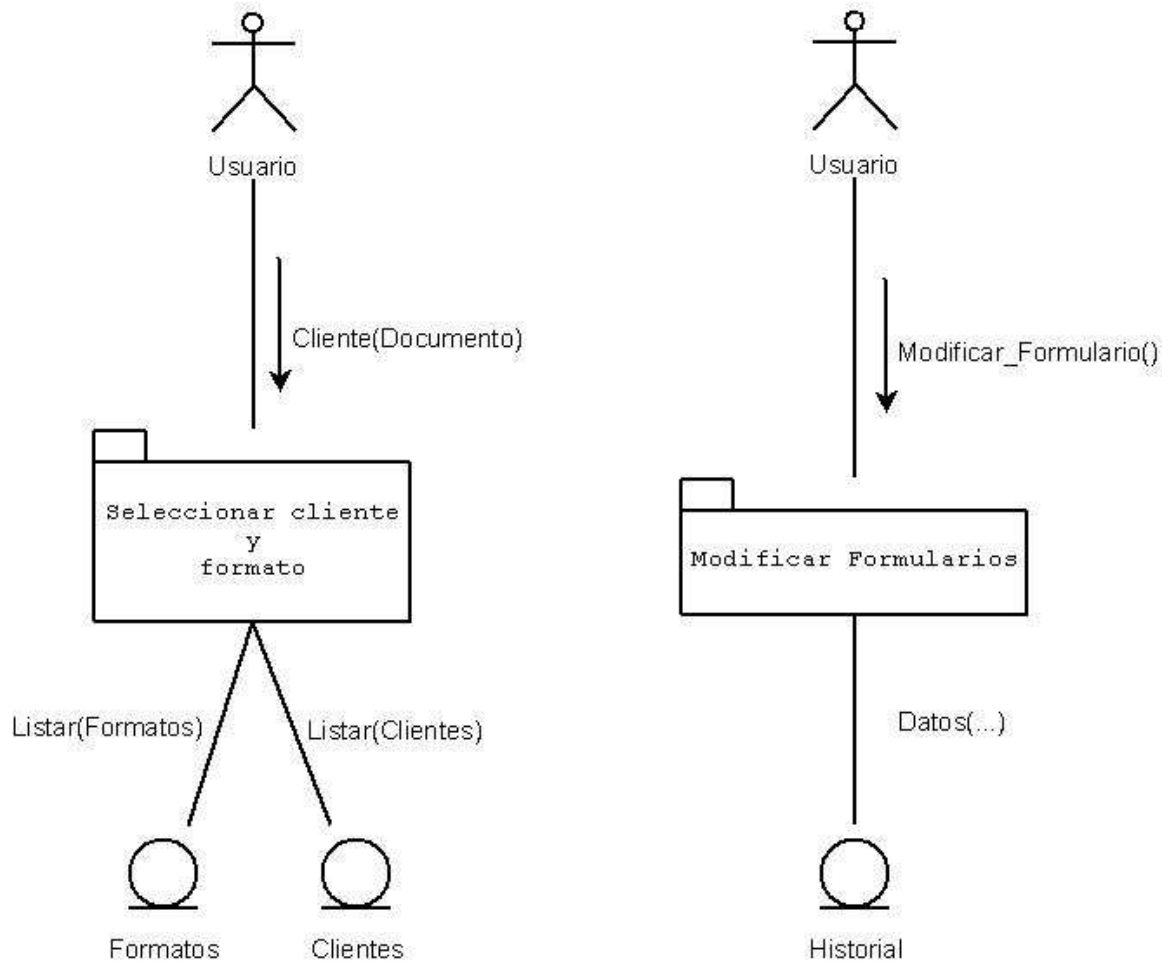 Usuario
Cliente(Documento)
Seleccionar cliente
y
formato
Listar(Formatos)
Listar(Clientes)
Formatos
Clientes
Usuario
Modificar_Formulario()
Modificar Formularios
Datos(...)
Historial